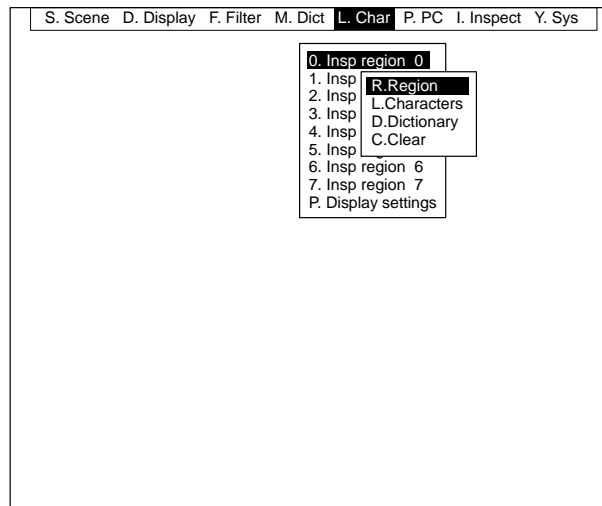 S. Scene D. Display F. Filter M. Dict L. Char P. PC I. Inspect Y. Sys
0. Insp region 0
1. Insp
2. Insp
3. Insp
4. Insp
5. Insp
6. Insp region 6
7. Insp region 7
P. Display settings
R.Region
L.Characters
D.Dictionary
C.Clear